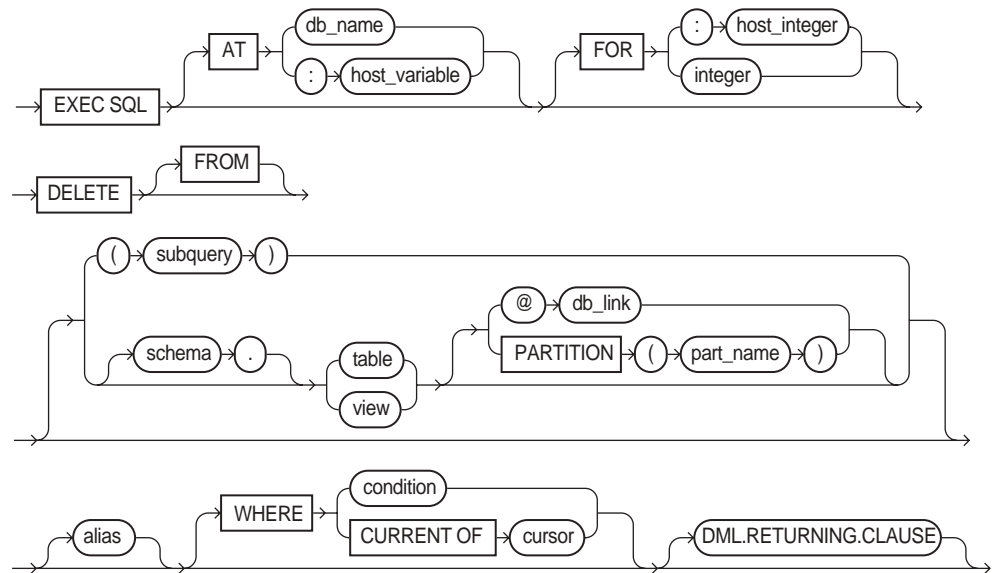 AT db_name : host_variable FOR : host_integer integer
EXEC SQL
DELETE FROM
( subquery )
schema . table view @ db_link PARTITION ( part_name )
alias WHERE condition CURRENT OF cursor DML.RETURNING.CLAUSE